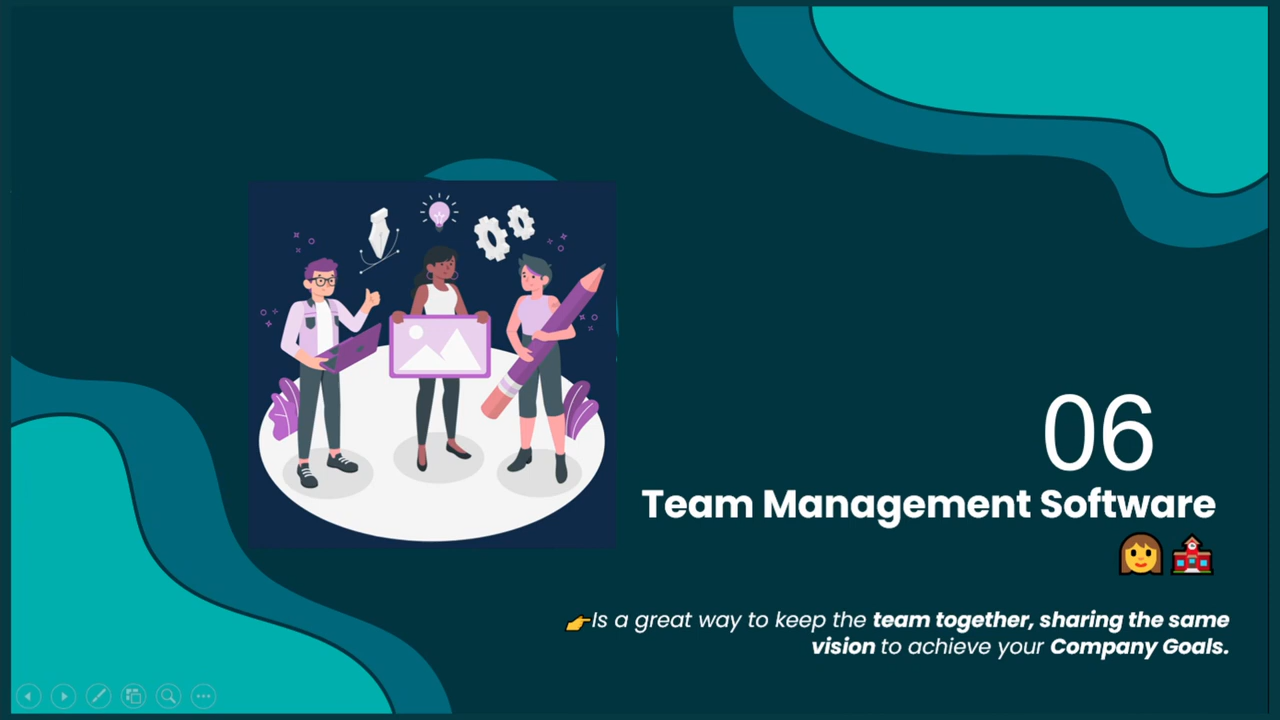 06
Team Management Software
👩🏫
👉Is a great way to keep the team together, sharing the same
vision to achieve your Company Goals.